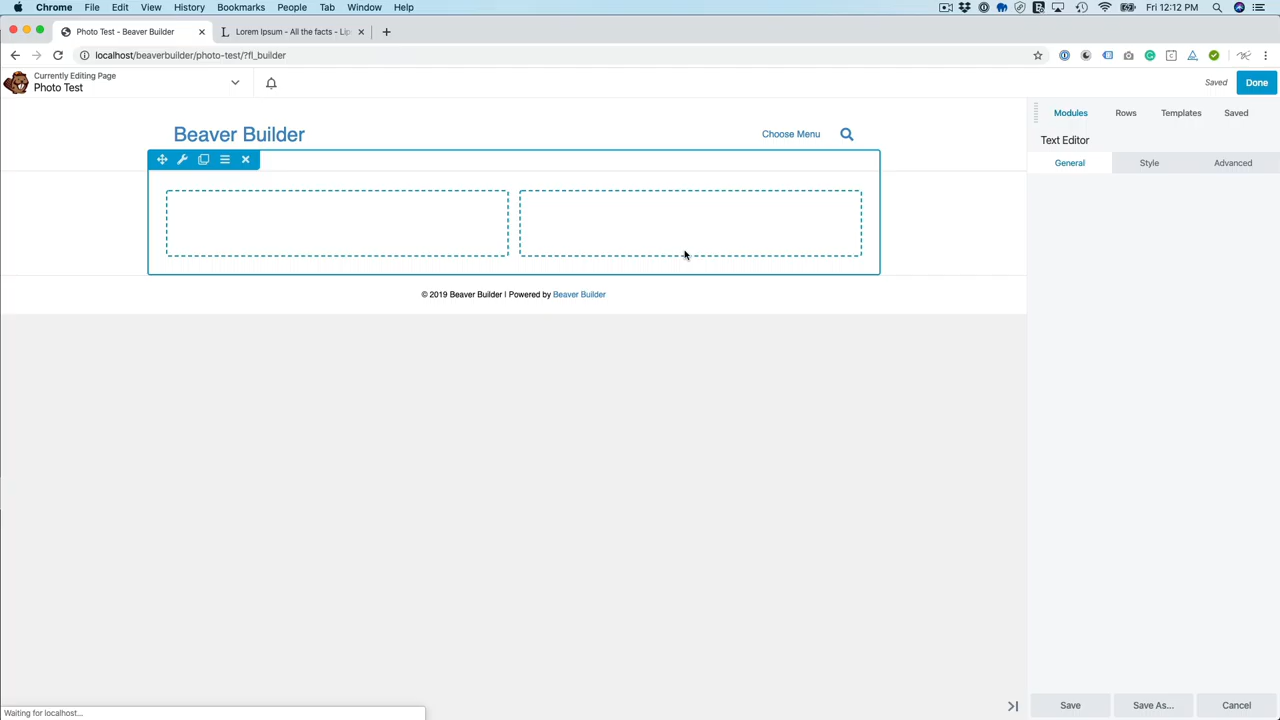 Chrome File Edit View History Bookmarks People Tab Window Help Fri 12:12 PM
Photo Test - Beaver Builder Lorem Ipsum - All the facts - Lip
localhost/beaverbuilder/photo-test/?fl_builder
Currently Editing Page
Photo Test
Saved Done
Modules Rows Templates Saved
Beaver Builder
Choose Menu
Text Editor
General Style Advanced
© 2019 Beaver Builder | Powered by Beaver Builder
Save Save As... Cancel
Waiting for localhost...